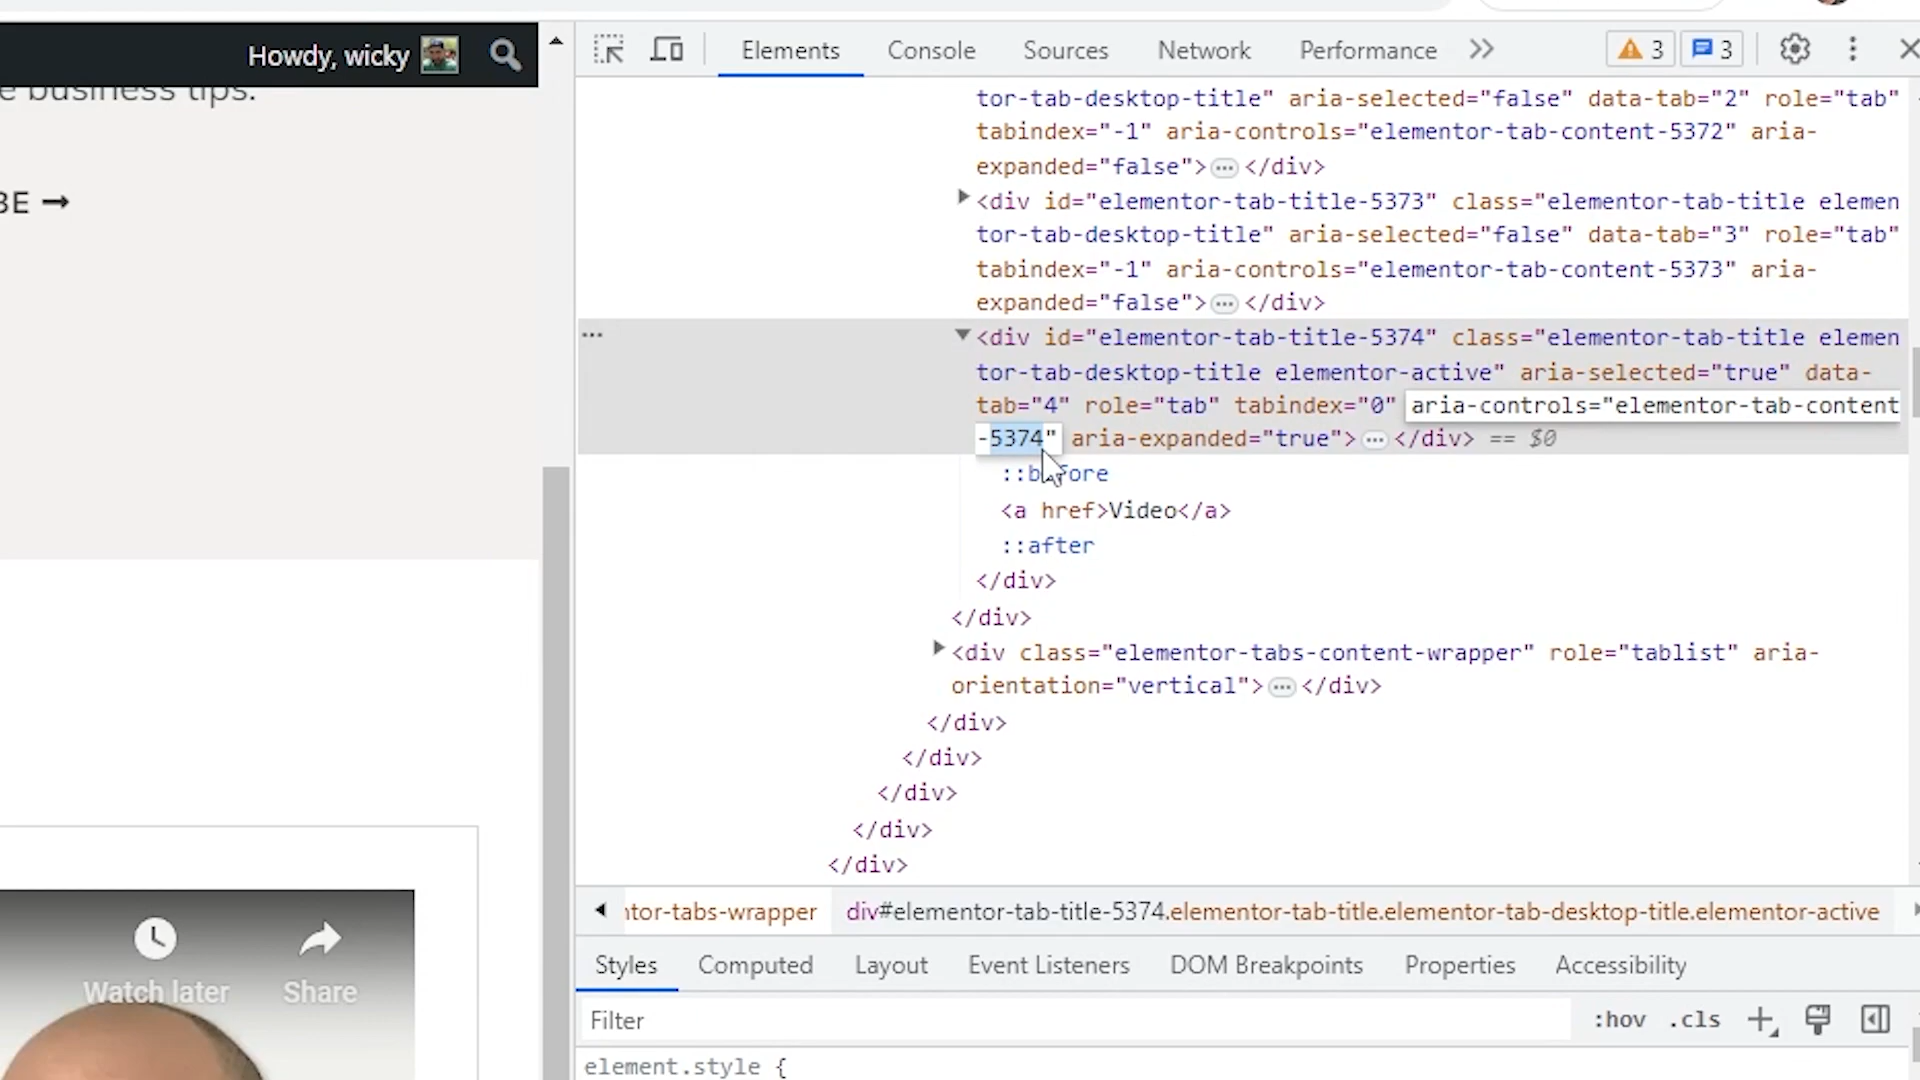 Howdy, wicky
e business tips.
BE →
Watch later
Share
Elements Console Sources Network Performance » 3 3
tor-tab-desktop-title" aria-selected="false" data-tab="2" role="tab"
tabindex="-1" aria-controls="elementor-tab-content-5372" aria-
expanded="false">…</div>
<div id="elementor-tab-title-5373" class="elementor-tab-title elemen
tor-tab-desktop-title" aria-selected="false" data-tab="3" role="tab"
tabindex="-1" aria-controls="elementor-tab-content-5373" aria-
expanded="false">…</div>
<div id="elementor-tab-title-5374" class="elementor-tab-title elemen
tor-tab-desktop-title elementor-active" aria-selected="true" data-
tab="4" role="tab" tabindex="0" aria-controls="elementor-tab-content
-5374" aria-expanded="true">…</div> == $0
::before
<a href>Video</a>
::after
</div>
</div>
<div class="elementor-tabs-content-wrapper" role="tablist" aria-
orientation="vertical">…</div>
</div>
</div>
</div>
</div>
</div>
ntor-tabs-wrapper div#elementor-tab-title-5374.elementor-tab-title.elementor-tab-desktop-title.elementor-active
Styles Computed Layout Event Listeners DOM Breakpoints Properties Accessibility
Filter :hov .cls
element.style {